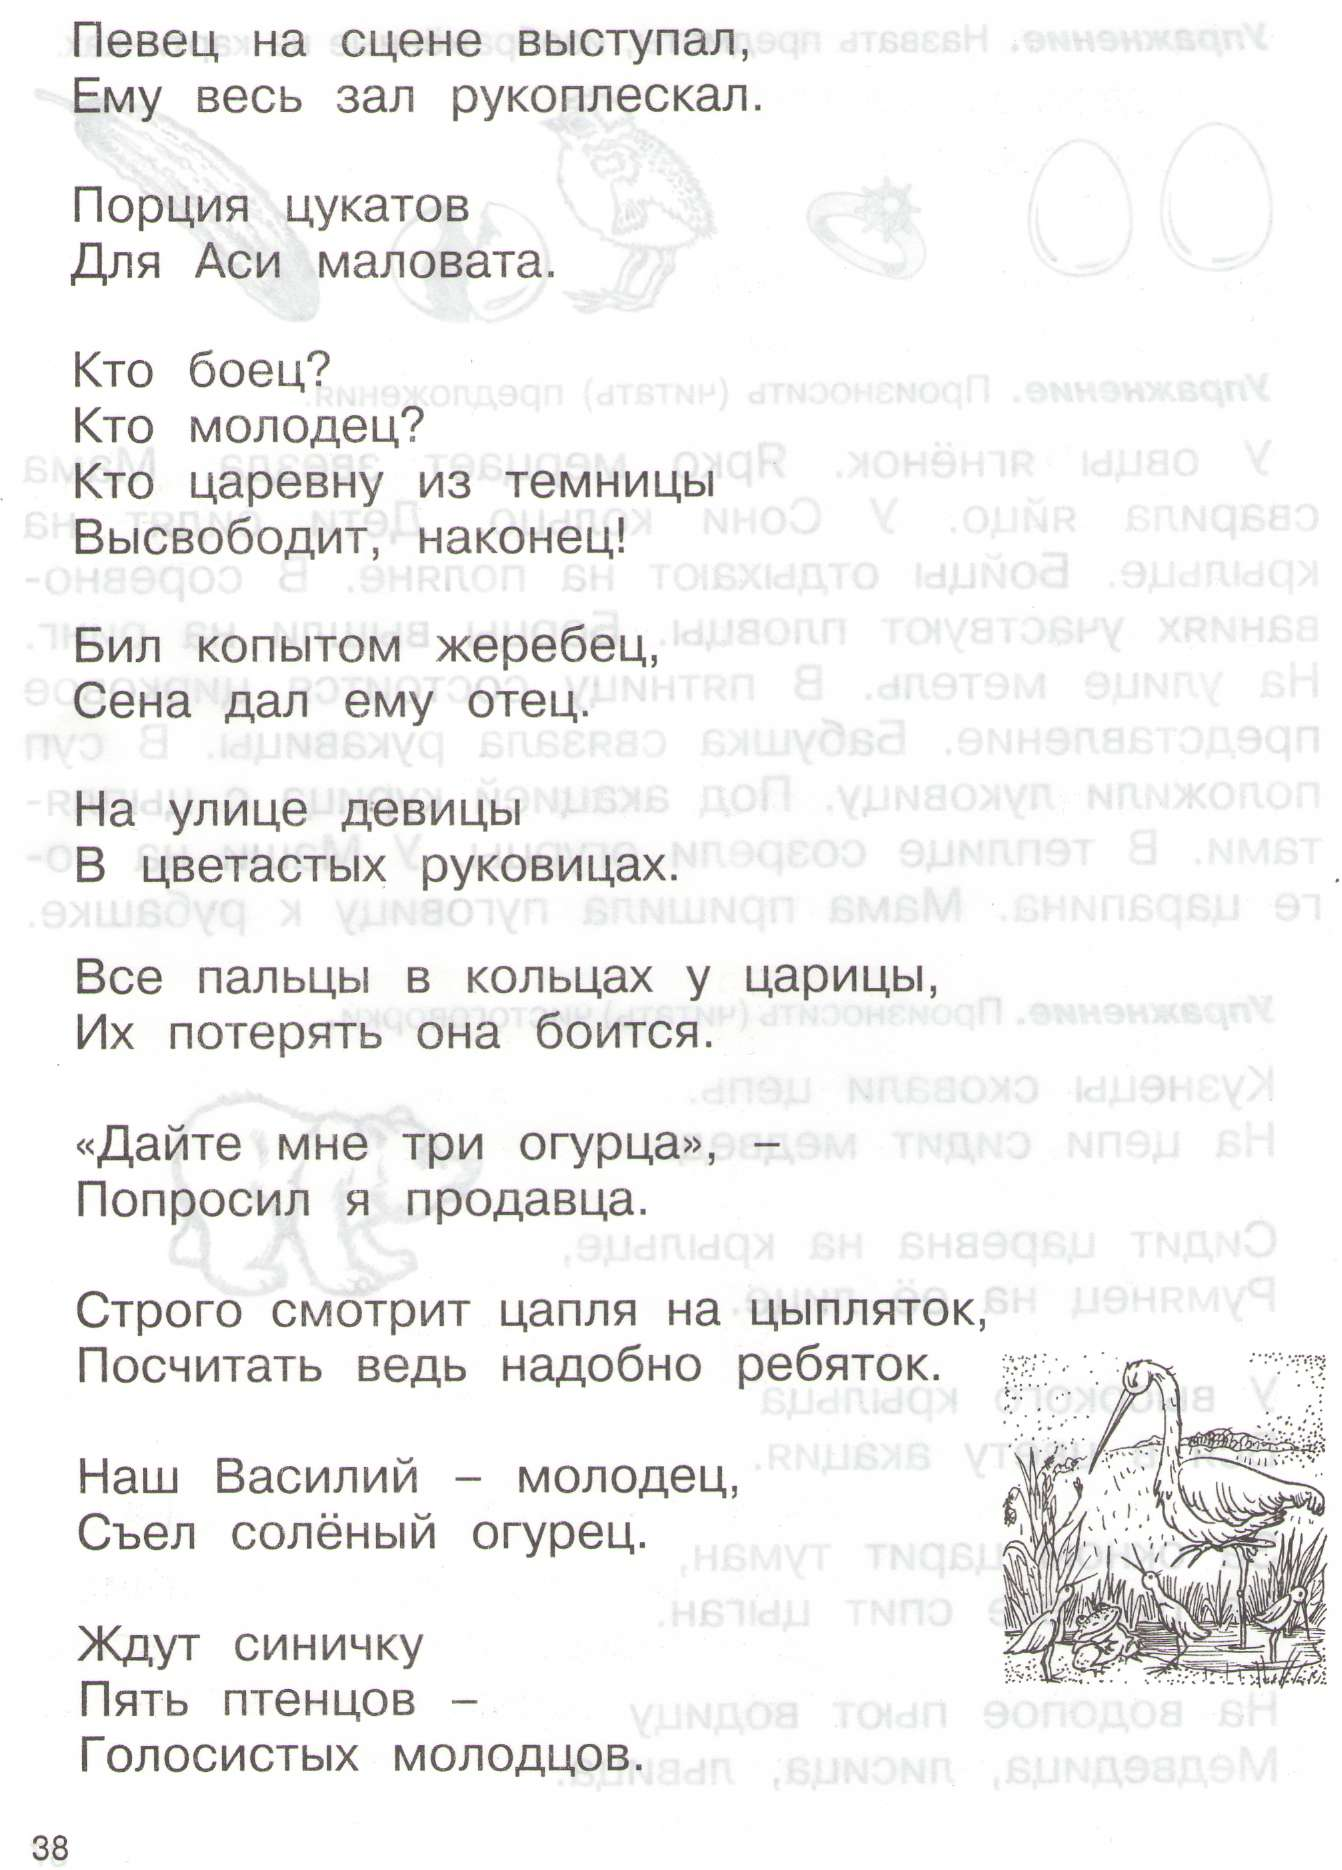 Певец на сцене выступал,
Ему весь зал рукоплескал.
Порция цукатов
Для Аси маловата.
Кто боец?
Кто молодец?
Кто царевну из темницы
Высвободит, наконец!
Бил копытом жеребец,
Сена дал ему отец.
На улице девицы
В цветастых руковицах.
Все пальцы в кольцах у царицы,
Их потерять она боится.
«Дайте мне три огурца», –
Попросил я продавца.
Строго смотрит цапля на цыпляток,
Посчитать ведь надобно ребяток.
Наш Василий – молодец,
Съел солёный огурец.
Ждут синичку
Пять птенцов –
Голосистых молодцов.
38